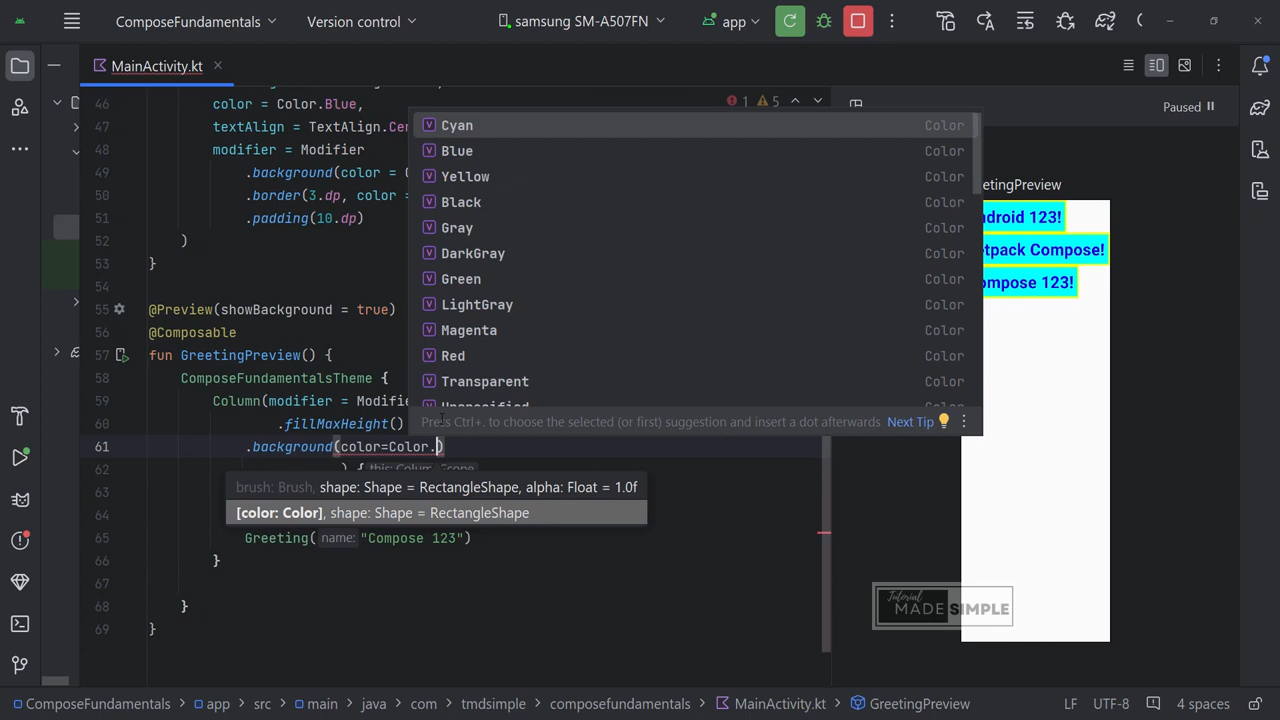 ComposeFundamentals
Version control
samsung SM-A507FN
app
MainActivity.kt
Paused
46 color = Color.Blue,
47 textAlign = TextAlign.Cer
48 modifier = Modifier
49 .background(color =
50 .border(3.dp, color =
51 .padding(10.dp)
52 )
53 }
54
55 @Preview(showBackground = true)
56 @Composable
57 fun GreetingPreview() {
58 ComposeFundamentalsTheme {
59 Column(modifier = Modifie
60 .fillMaxHeight()
61 .background(color=Color.)
62 ) {
63
64
65 Greeting( name: "Compose 123")
66 }
67
68 }
69 }
1 5
Cyan Color
Blue Color
Yellow Color
Black Color
Gray Color
DarkGray Color
Green Color
LightGray Color
Magenta Color
Red Color
Transparent Color
Unspecified
Press Ctrl+. to choose the selected (or first) suggestion and insert a dot afterwards Next Tip
brush: Brush, shape: Shape = RectangleShape, alpha: Float = 1.0f
[color: Color], shape: Shape = RectangleShape
eetingPreview
ndroid 123!
etpack Compose!
ompose 123!
Tutorial
MADE SIMPLE
ComposeFundamentals > app > src > main > java > com > tmdsimple > composefundamentals > MainActivity.kt > GreetingPreview
LF UTF-8 4 spaces